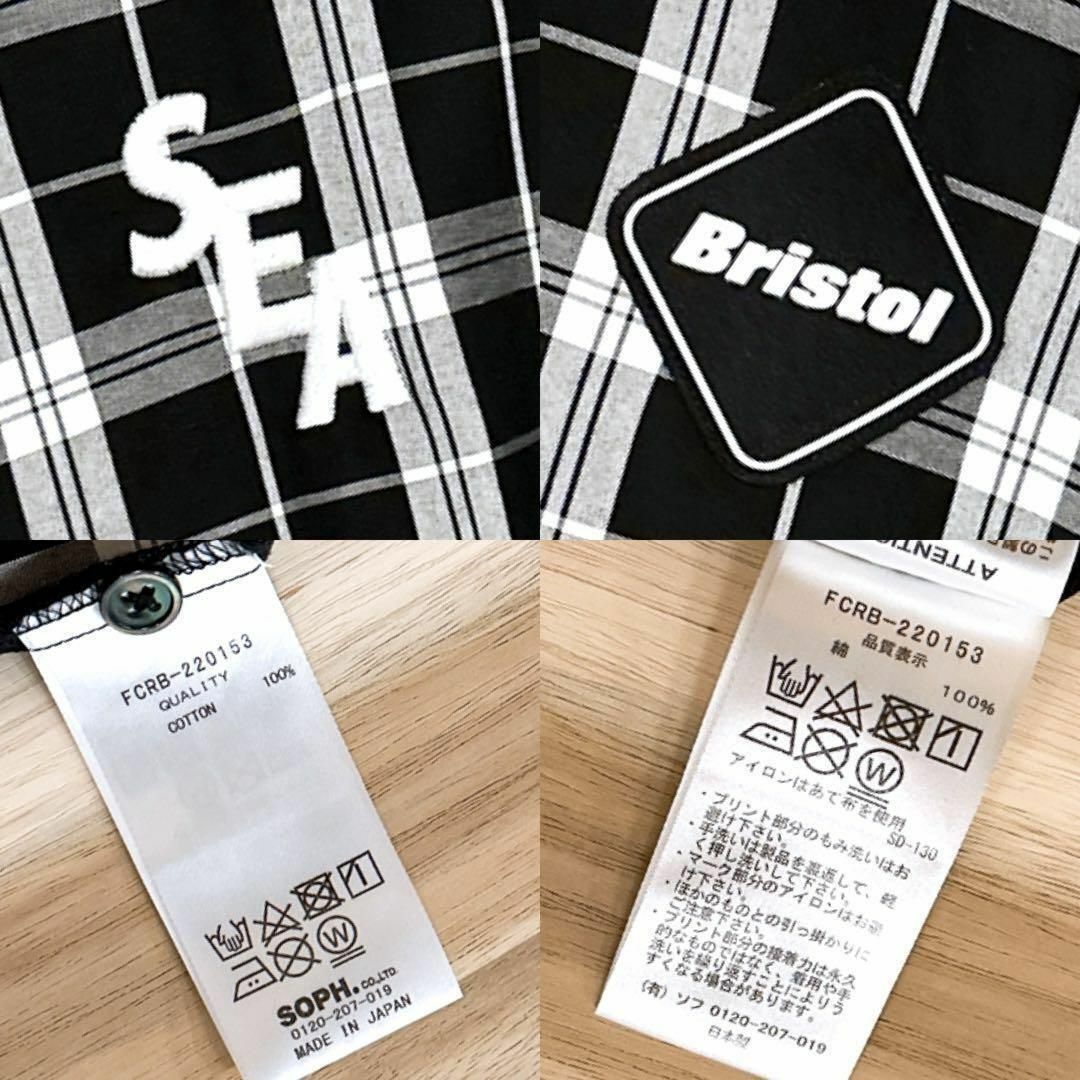 SEA
Bristol
FCRB-220153
QUALITY
COTTON 100%
SOPH.CO.,LTD.
0120-207-019
MADE IN JAPAN
ATTENTIO
FCRB-220153
品質表示
綿 100%
アイロンはあて布を使用
SD-130
・プリント部分のもみ洗いはお
避け下さい。
・手洗いは製品を裏返して、軽
く押し洗いして下さい。
・マーク部分のアイロンはお避
け下さい。
・ほかのものとの引っ掛かりに
ご注意下さい。
・プリント部分の接着力は永久
的なものではなく、着用や手
洗いを繰り返すことによりう
すくなる場合があります。
(有) ソフ 0120-207-019
日本製